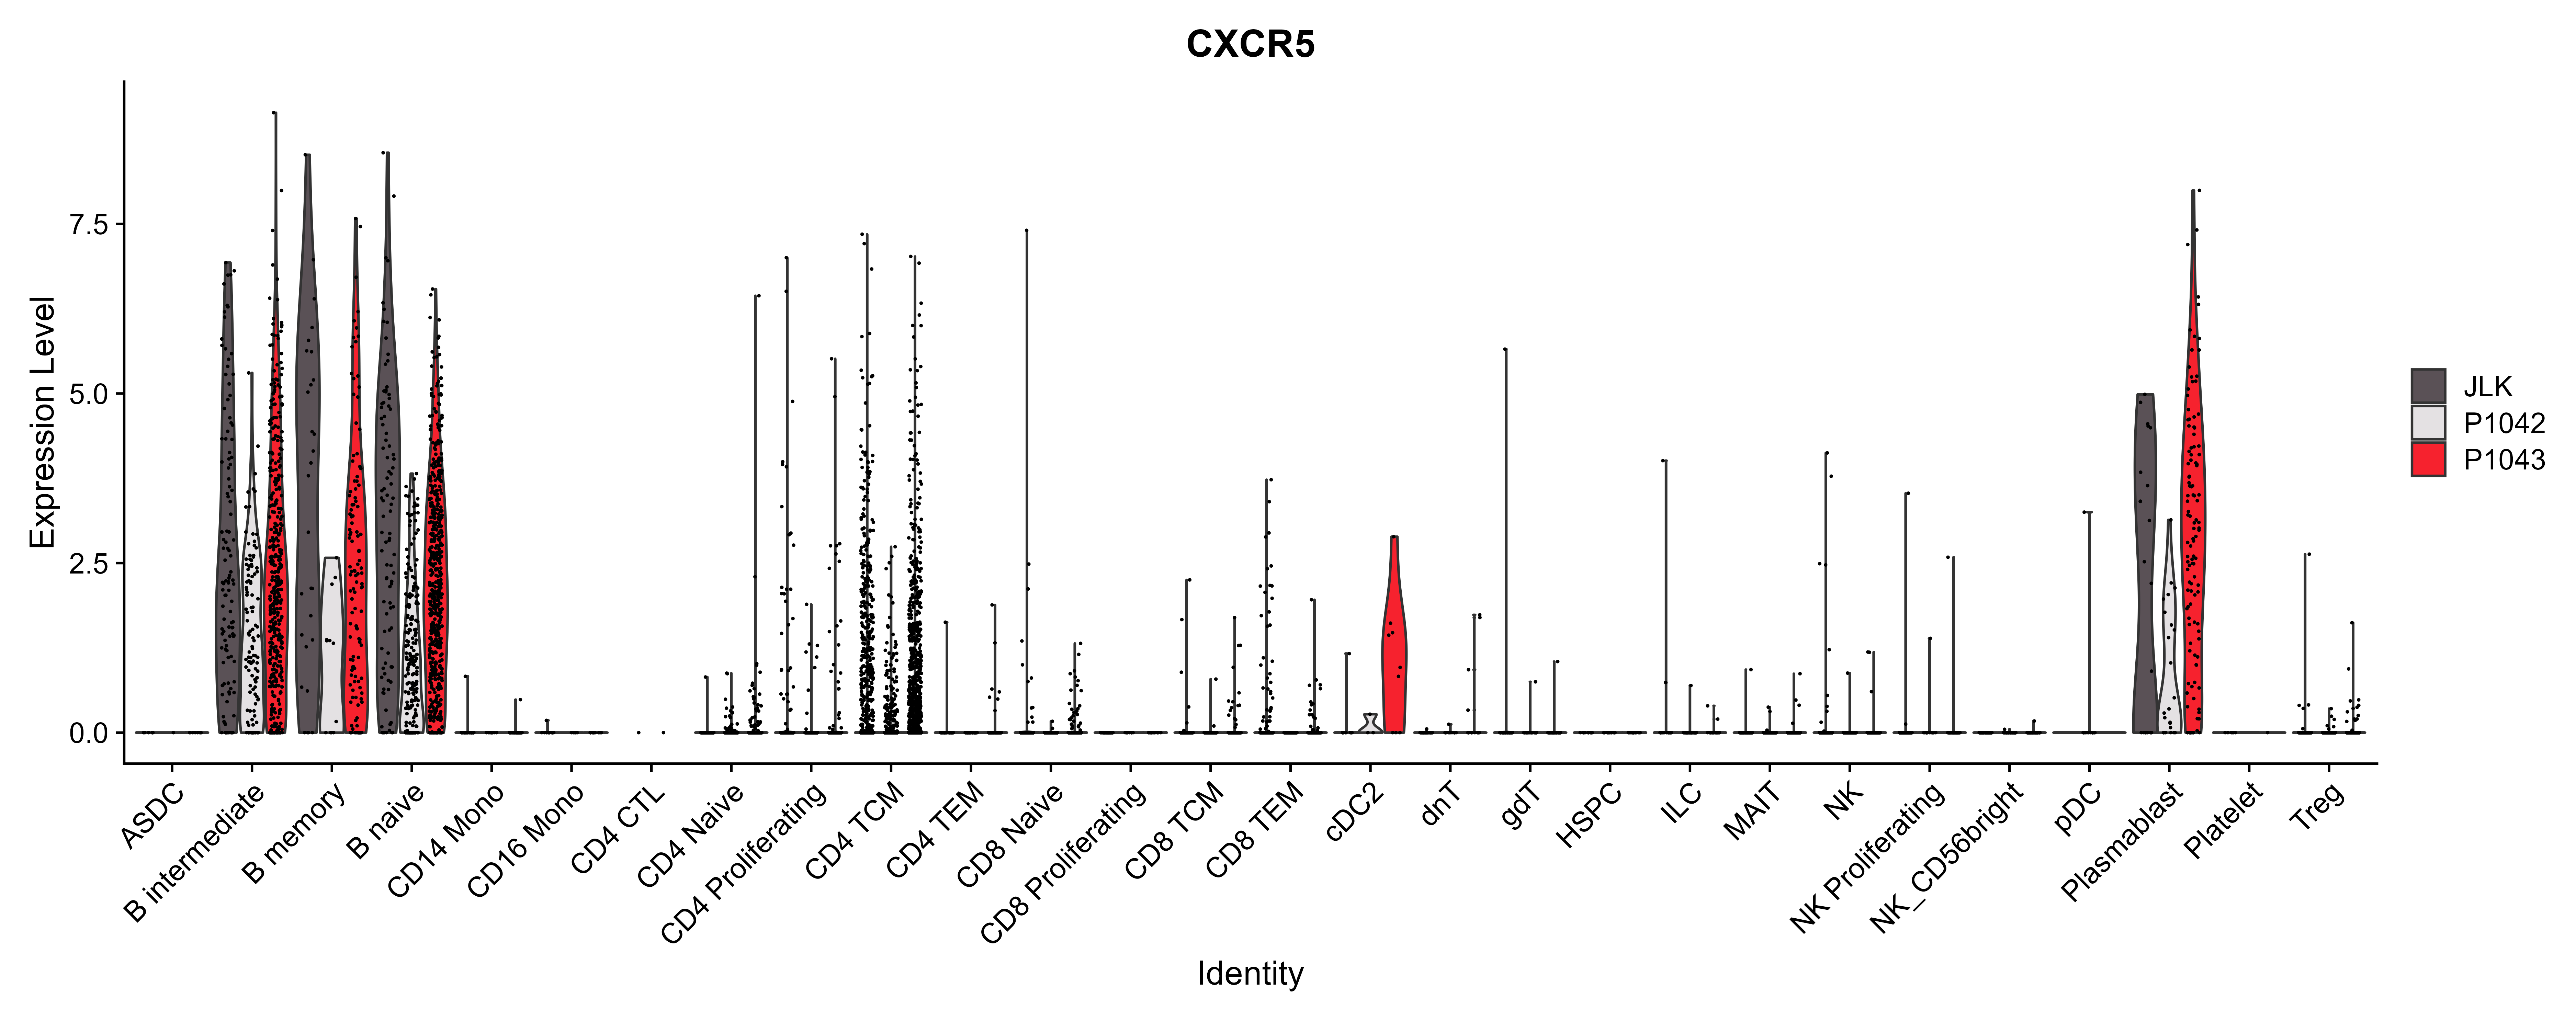 CXCR5
Expression Level
7.5
5.0
2.5
0.0
ASDC
B intermediate
B memory
B naive
CD14 Mono
CD16 Mono
CD4 CTL
CD4 Naive
CD4 Proliferating
CD4 TCM
CD4 TEM
CD8 Naive
CD8 Proliferating
CD8 TCM
CD8 TEM
cDC2
dnT
gdT
HSPC
ILC
MAIT
NK
NK Proliferating
NK_CD56bright
pDC
Plasmablast
Platelet
Treg
Identity
JLK
P1042
P1043